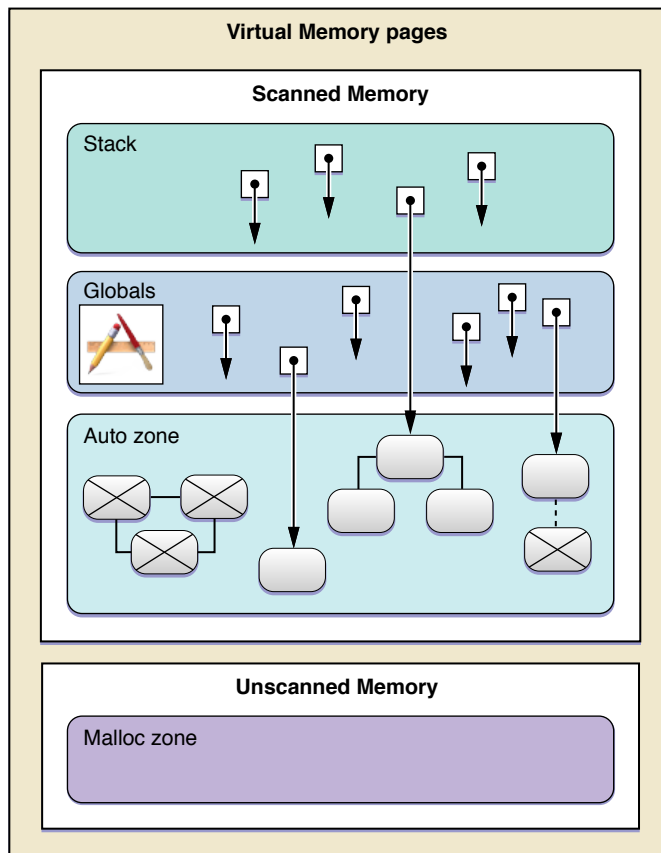 Virtual Memory pages
Scanned Memory
Stack
Globals
Auto zone
Unscanned Memory
Malloc zone